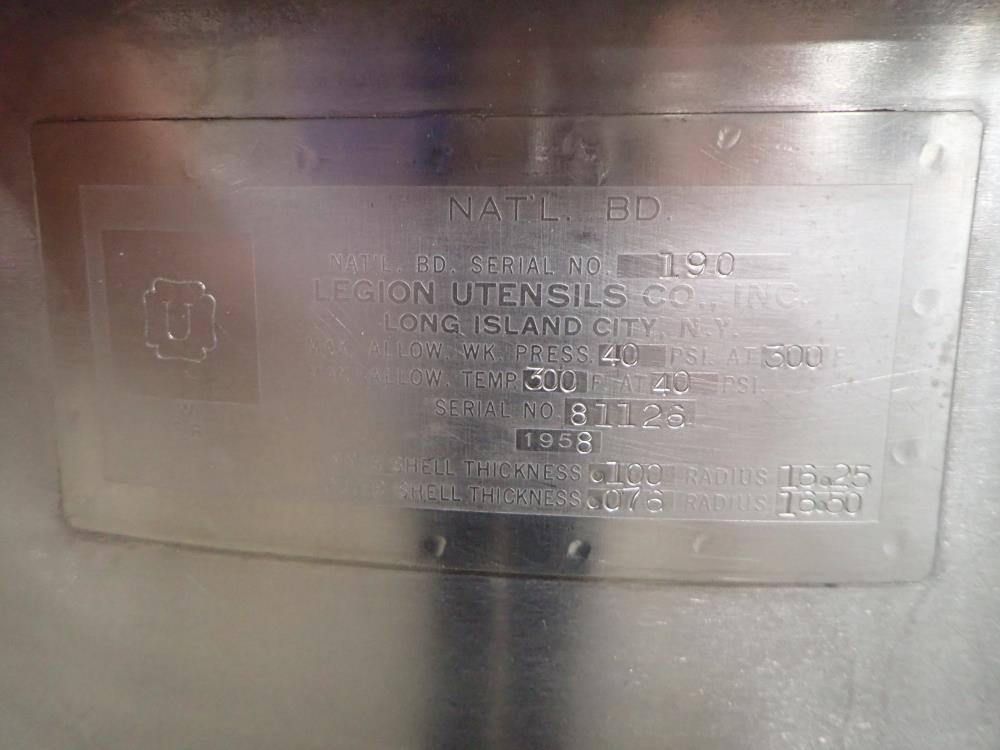 NAT'L. BD.
NAT'L. BD. SERIAL NO. 190
LEGION UTENSILS CO., INC.
LONG ISLAND CITY, N.Y.
U
MAX. ALLOW. WK. PRESS. 40 PSI. AT 300 F
ALLOW. TEMP. 300 F. AT 40 PSI.
SERIAL NO. 81126
W
1958
SHELL THICKNESS .100 RADIUS 16.25
SHELL THICKNESS .076 RADIUS 16.50